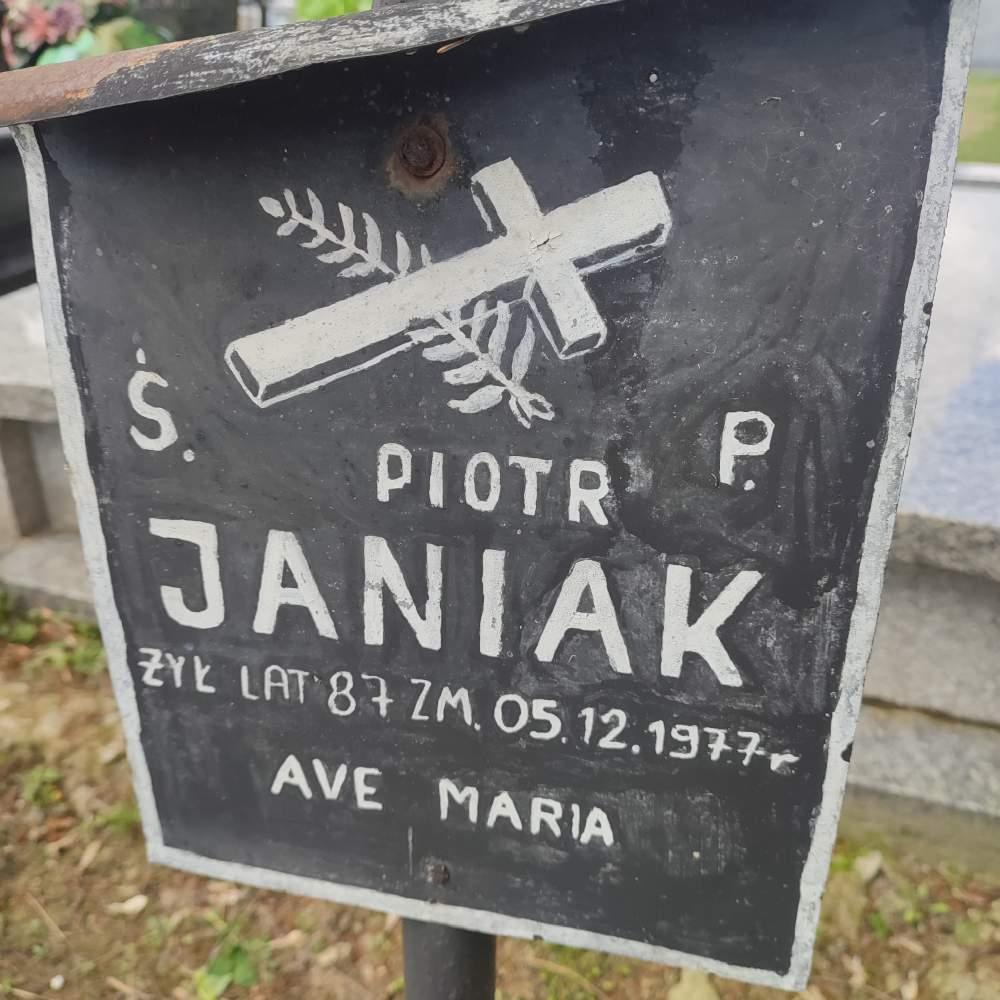 Ś. P.
PIOTR
JANIAK
ŻYŁ LAT 87 ZM. 05.12.1977r
AVE MARIA